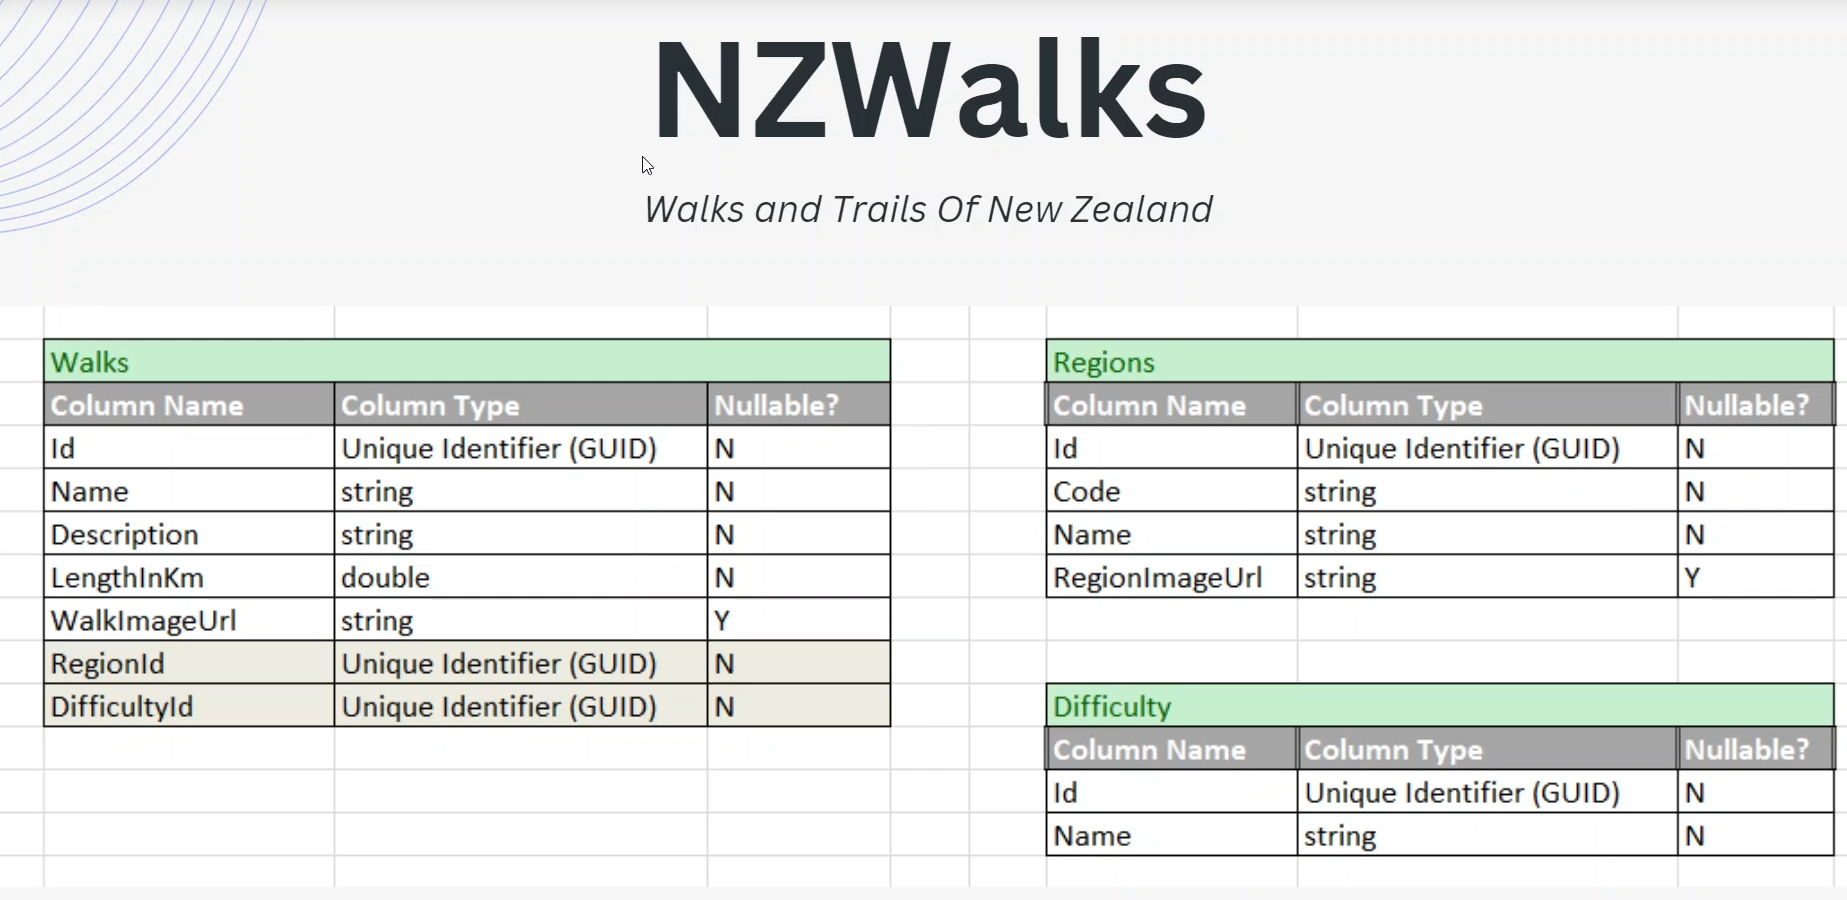 NZWalks
Walks and Trails Of New Zealand
Walks
Column Name Column Type Nullable?
Id Unique Identifier (GUID) N
Name string N
Description string N
LengthInKm double N
WalkImageUrl string Y
RegionId Unique Identifier (GUID) N
DifficultyId Unique Identifier (GUID) N
Regions
Column Name Column Type Nullable?
Id Unique Identifier (GUID) N
Code string N
Name string N
RegionImageUrl string Y
Difficulty
Column Name Column Type Nullable?
Id Unique Identifier (GUID) N
Name string N